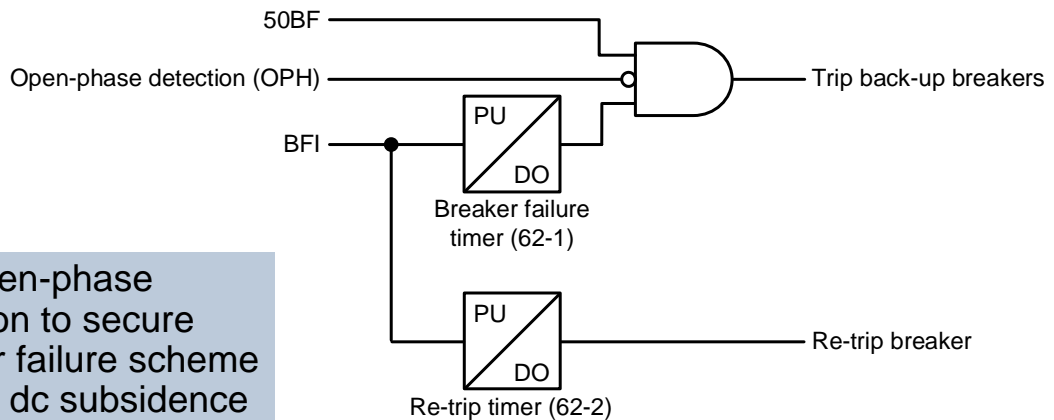 50BF
Open-phase detection (OPH)
Trip back-up breakers
BFI
PU
DO
Breaker failure
timer (62-1)
en-phase
on to secure
r failure scheme
dc subsidence
PU
DO
Re-trip breaker
Re-trip timer (62-2)